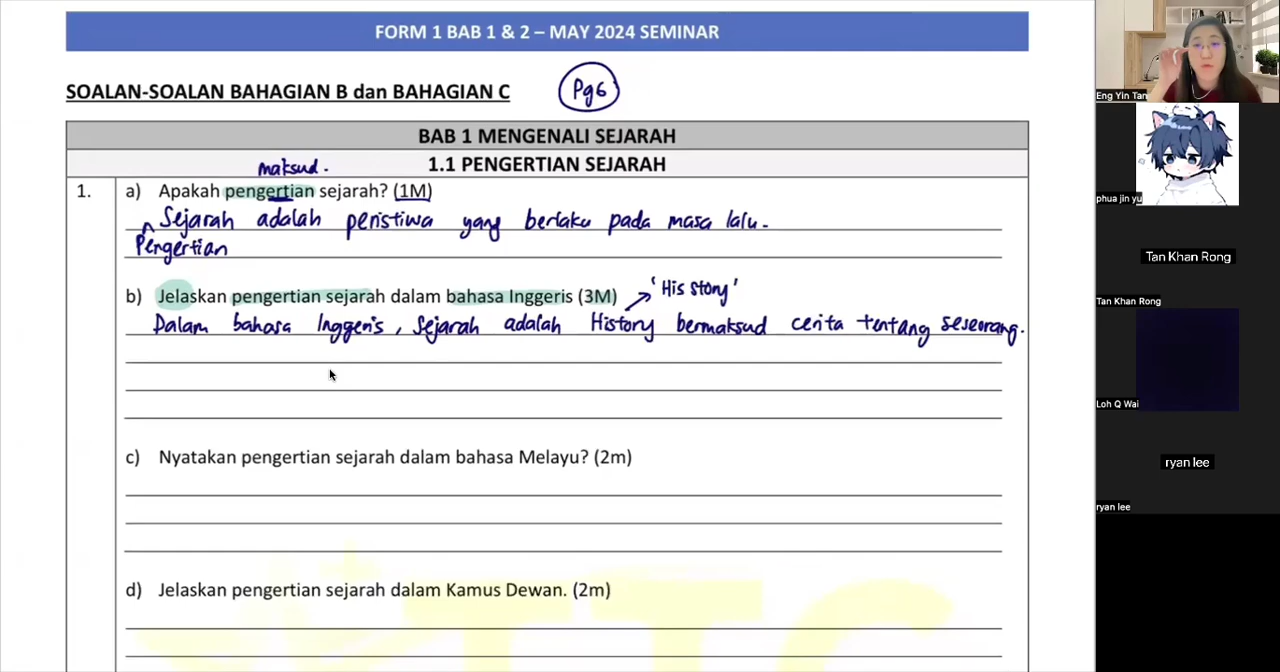 FORM 1 BAB 1 & 2 – MAY 2024 SEMINAR
SOALAN-SOALAN BAHAGIAN B dan BAHAGIAN C
Pg6
BAB 1 MENGENALI SEJARAH
1.1 PENGERTIAN SEJARAH
maksud.
1. a) Apakah pengertian sejarah? (1M)
^ Sejarah adalah peristiwa yang berlaku pada masa lalu.
Pengertian
'His story'
b) Jelaskan pengertian sejarah dalam bahasa Inggeris (3M)
Dalam bahasa Inggeris, Sejarah adalah History bermaksud cerita tentang seseorang.
c) Nyatakan pengertian sejarah dalam bahasa Melayu? (2m)
d) Jelaskan pengertian sejarah dalam Kamus Dewan. (2m)
TTC
Eng Yin Tan
phua jin yu
Tan Khan Rong
Tan Khan Rong
Loh Q Wai
ryan lee
ryan lee